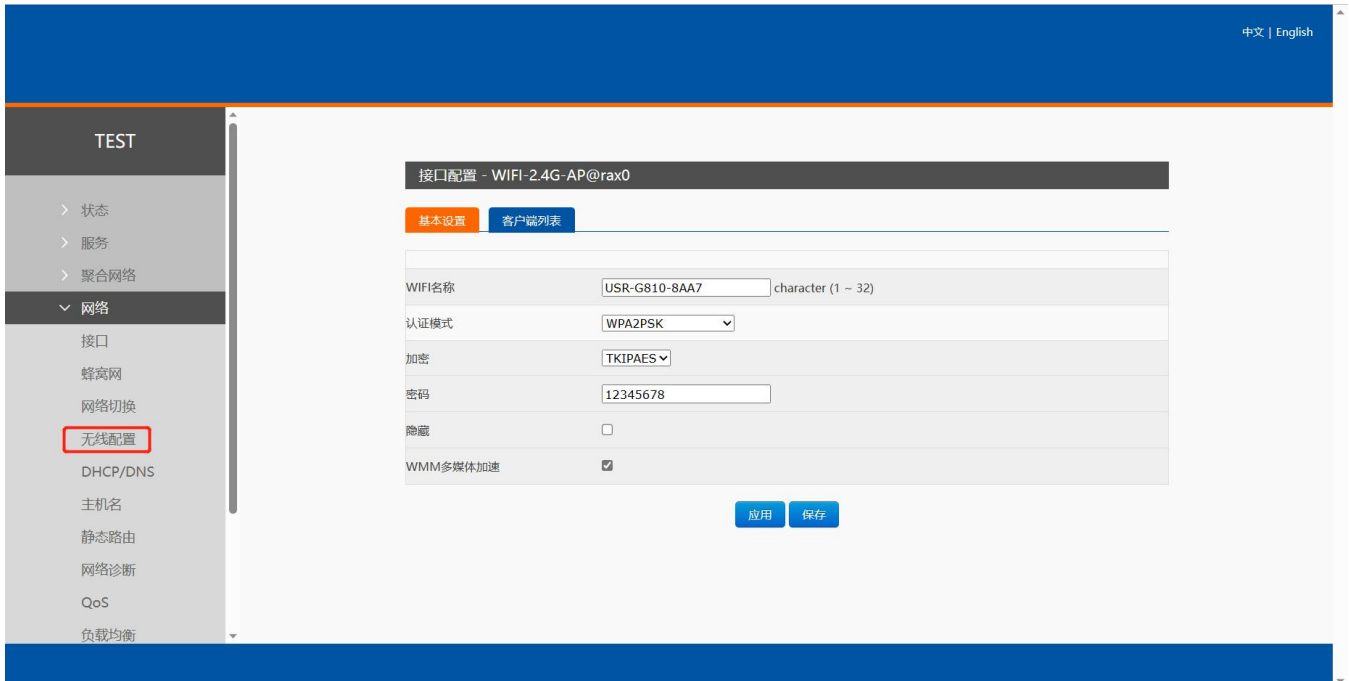 中文 | English
TEST
状态
服务
聚合网络
网络
接口
蜂窝网
网络切换
无线配置
DHCP/DNS
主机名
静态路由
网络诊断
QoS
负载均衡
接口配置 - WIFI-2.4G-AP@rax0
基本设置 客户端列表
WIFI名称 USR-G810-8AA7 character (1 ~ 32)
认证模式 WPA2PSK
加密 TKIPAES
密码 12345678
隐藏
WMM多媒体加速
应用 保存